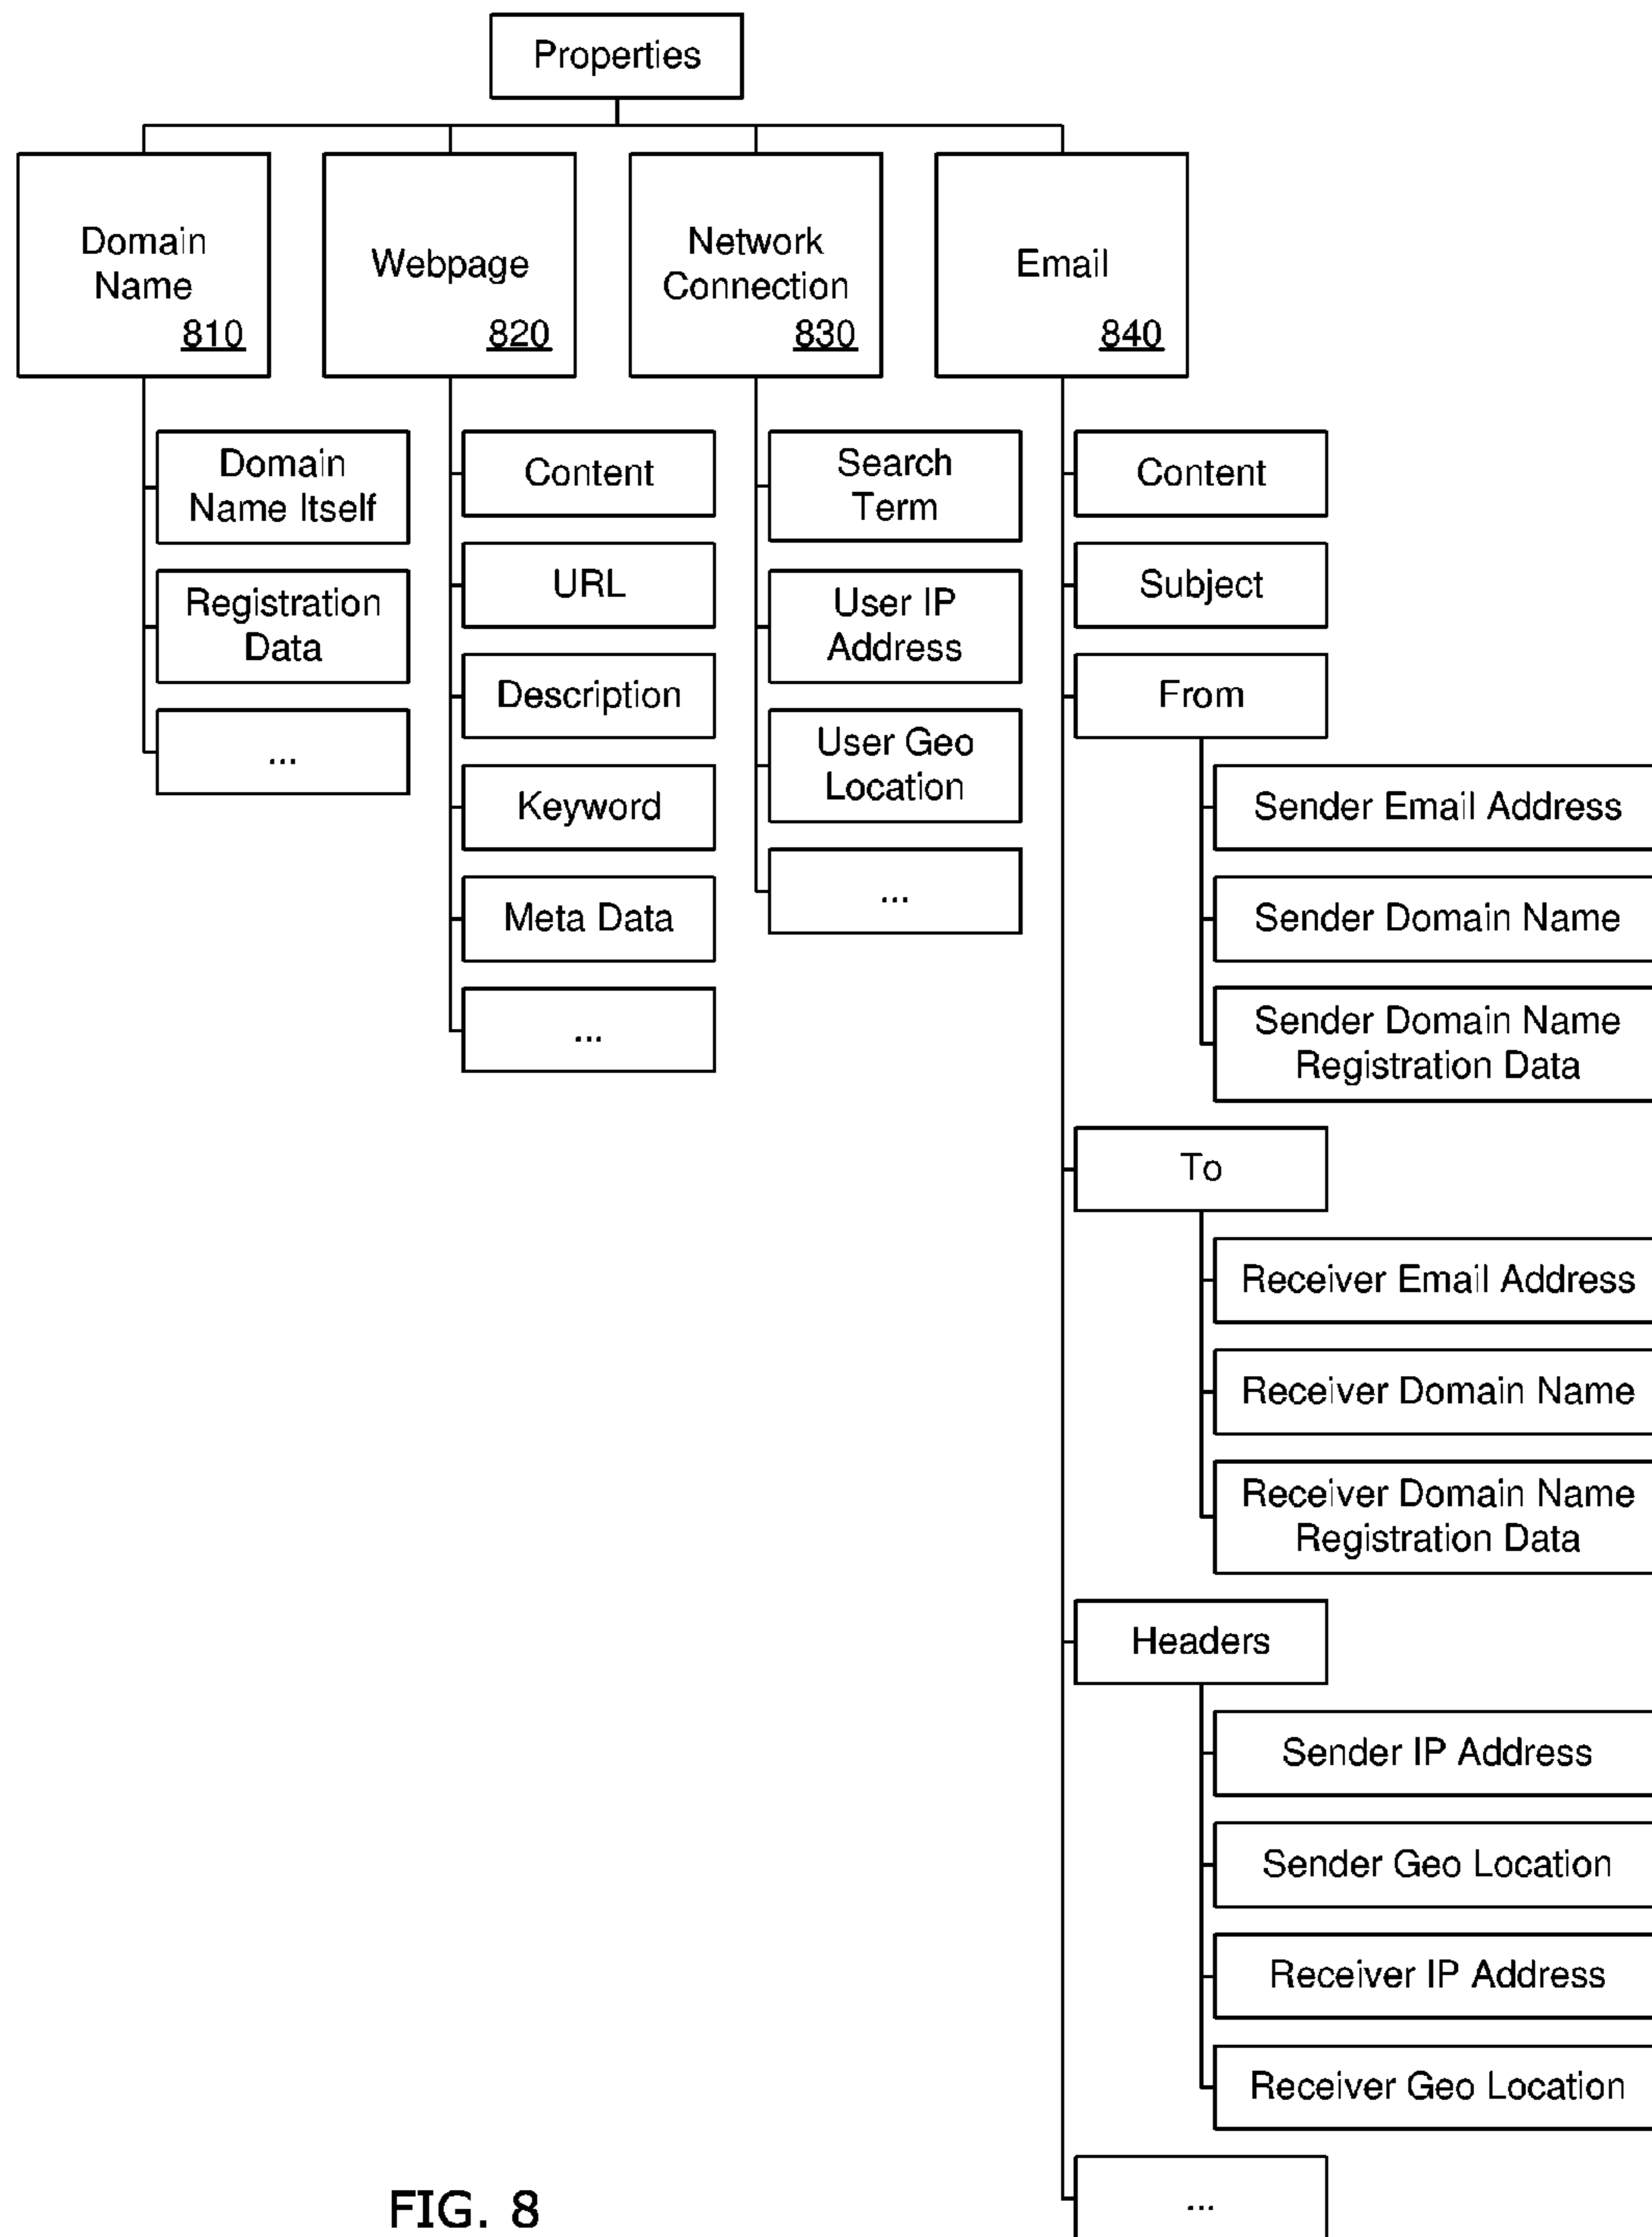 Properties
Domain
Name
810
Webpage
820
Network
Connection
830
Email
840
Domain
Name Itself
Registration
Data
...
Content
URL
Description
Keyword
Meta Data
...
Search
Term
User IP
Address
User Geo
Location
...
Content
Subject
From
Sender Email Address
Sender Domain Name
Sender Domain Name
Registration Data
To
Receiver Email Address
Receiver Domain Name
Receiver Domain Name
Registration Data
Headers
Sender IP Address
Sender Geo Location
Receiver IP Address
Receiver Geo Location
...
FIG. 8